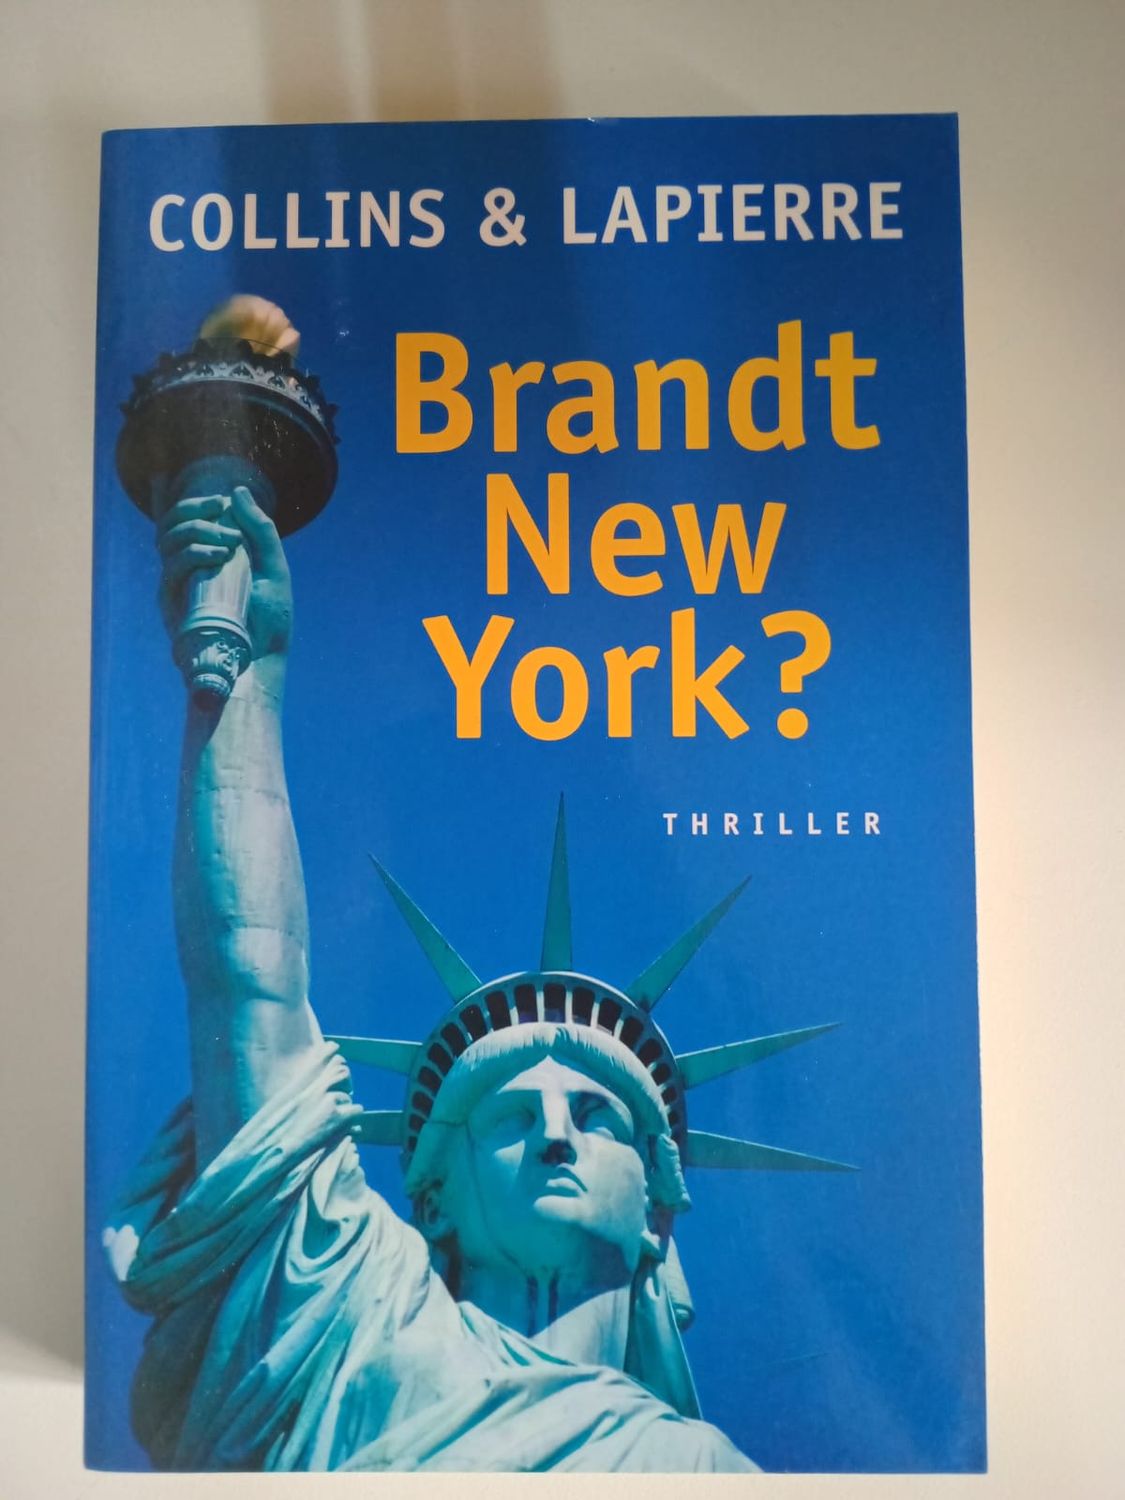 COLLINS & LAPIERRE
Brandt
New
York?
THRILLER